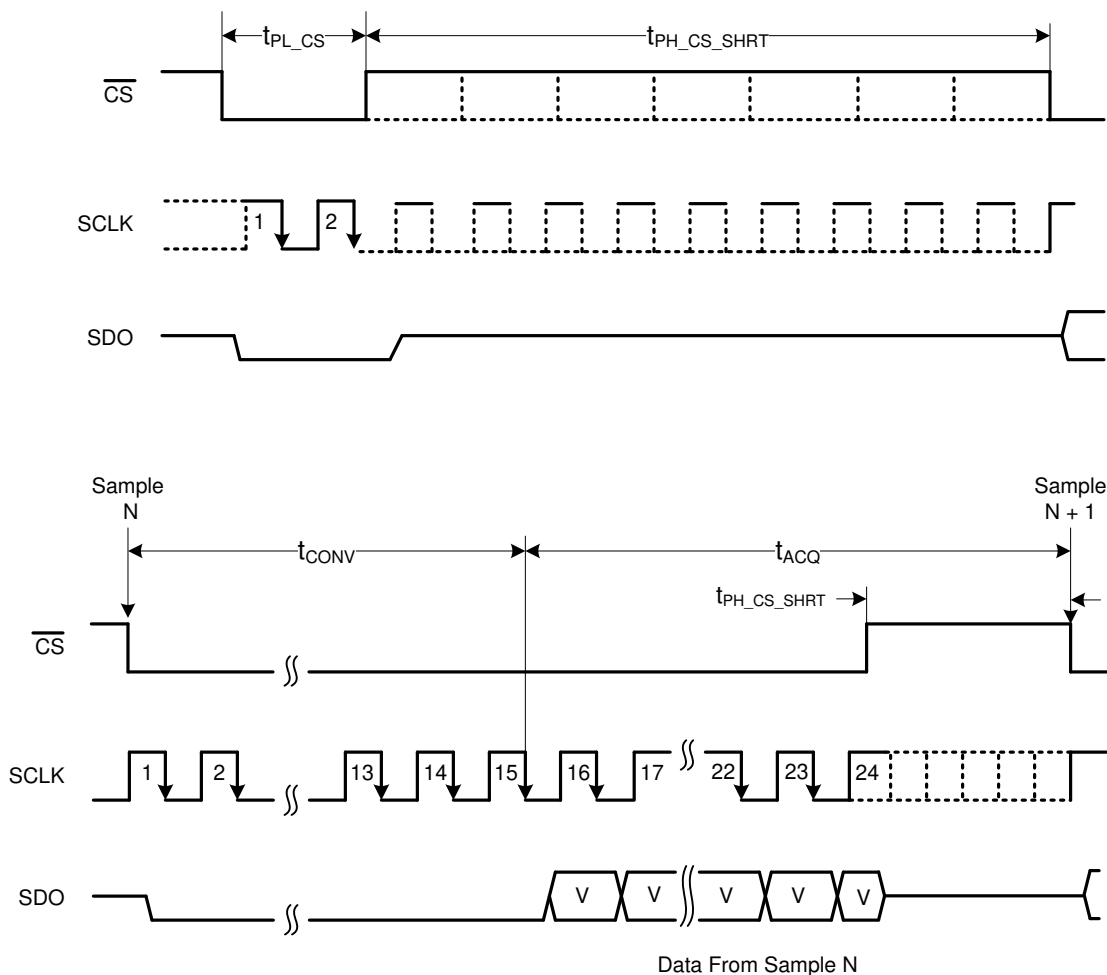 tPL_CS
tPH_CS_SHRT
CS
SCLK
1
2
SDO
Sample
N
Sample
N + 1
tCONV
tACQ
tPH_CS_SHRT
CS
SCLK
1 2 13 14 15 16 17 22 23 24
SDO
V V V V V
Data From Sample N